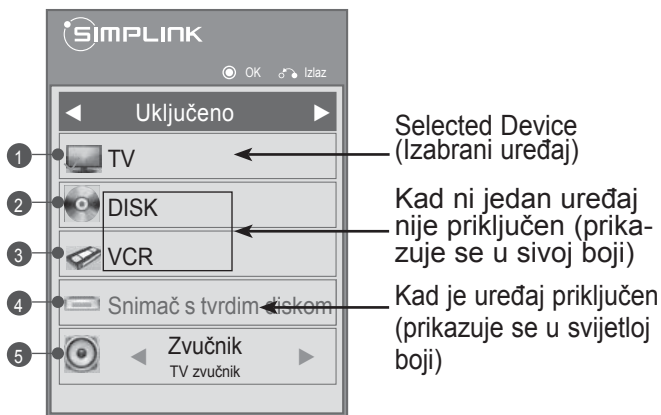 SIMPLINK
OK Izlaz
Uključeno
1 TV
2 DISK
3 VCR
4 Snimač s tvrdim diskom
5 Zvučnik
TV zvučnik
Selected Device
(Izabrani uređaj)
Kad ni jedan uređaj
nije priključen (prika-
zuje se u sivoj boji)
Kad je uređaj priključen
(prikazuje se u svijetloj
boji)